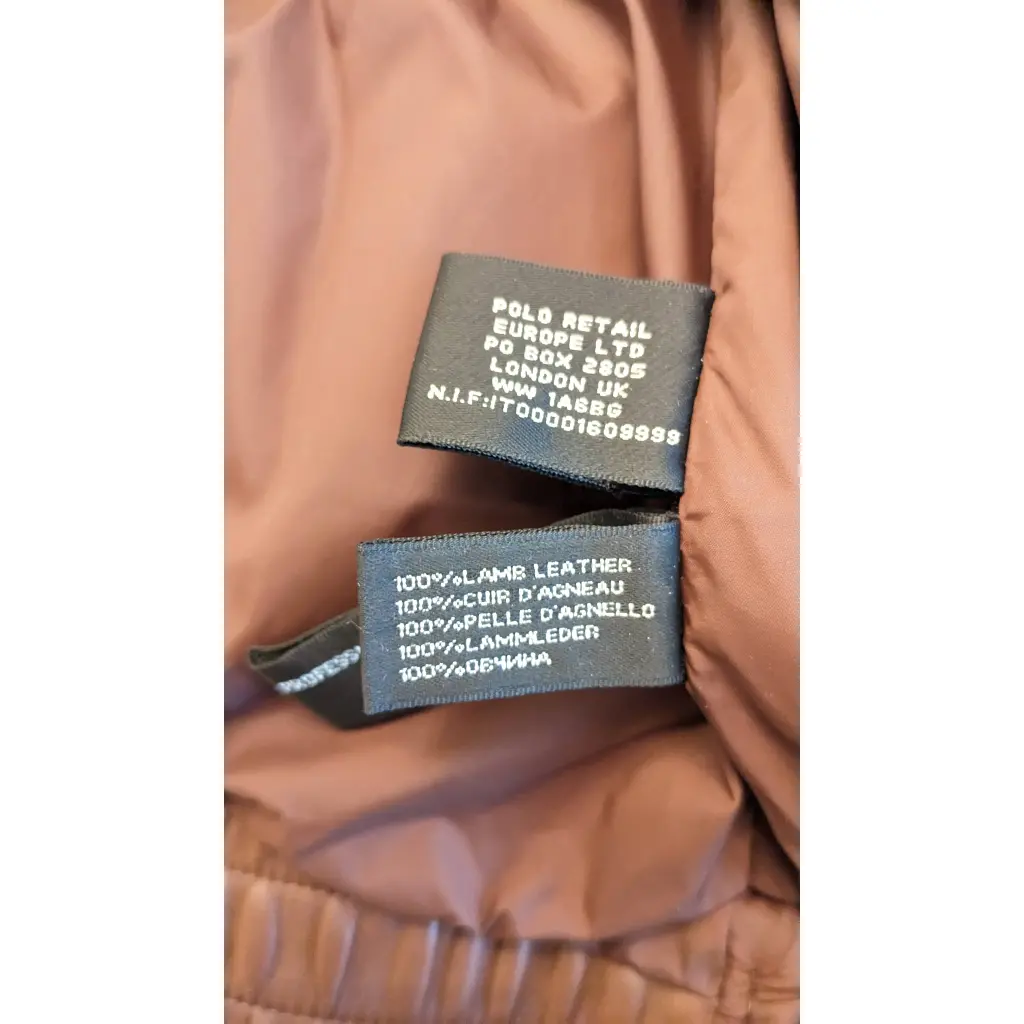 POLO RETAIL
EUROPE LTD
PO BOX 2805
LONDON UK
WW 1A6BG
N.I.F:IT00001609999
100%LAMB LEATHER
100%CUIR D'AGNEAU
100%PELLE D'AGNELLO
100%LAMMLEDER
100%ОВЧИНА